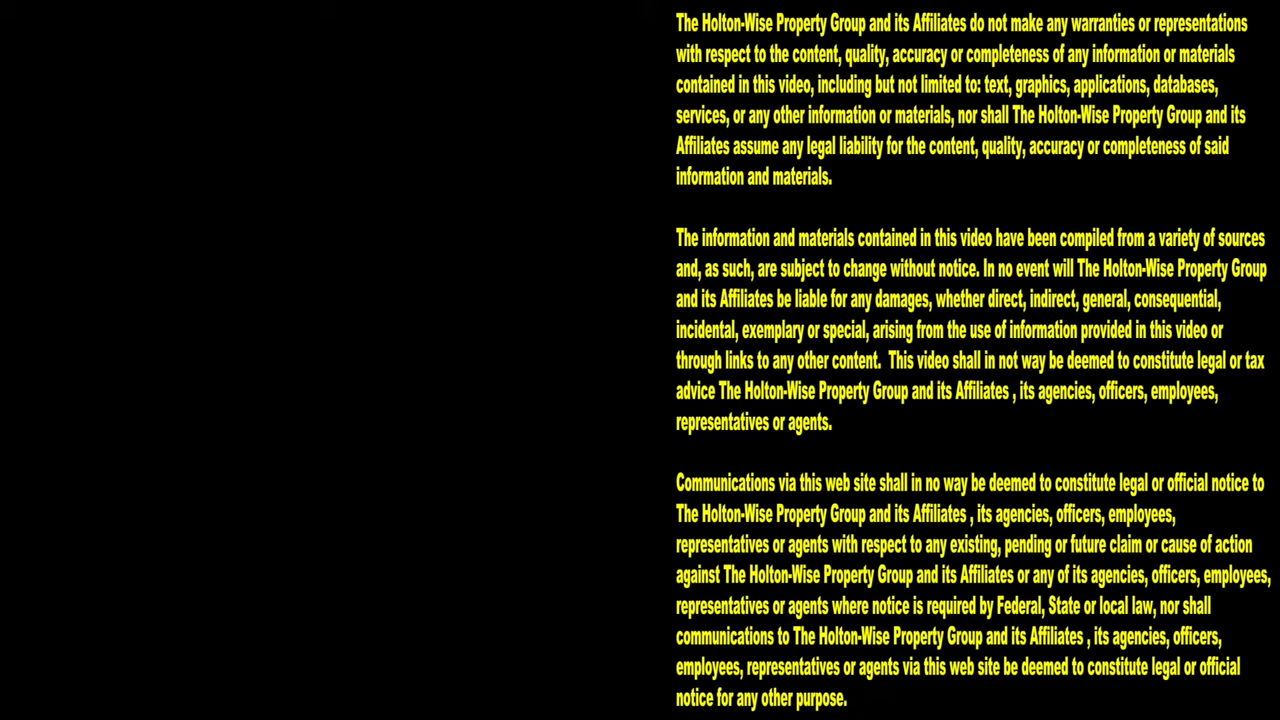 The Holton-Wise Property Group and its Affiliates do not make any warranties or representations
with respect to the content, quality, accuracy or completeness of any information or materials
contained in this video, including but not limited to: text, graphics, applications, databases,
services, or any other information or materials, nor shall The Holton-Wise Property Group and its
Affiliates assume any legal liability for the content, quality, accuracy or completeness of said
information and materials.
The information and materials contained in this video have been compiled from a variety of sources
and, as such, are subject to change without notice. In no event will The Holton-Wise Property Group
and its Affiliates be liable for any damages, whether direct, indirect, general, consequential,
incidental, exemplary or special, arising from the use of information provided in this video or
through links to any other content.  This video shall in not way be deemed to constitute legal or tax
advice The Holton-Wise Property Group and its Affiliates , its agencies, officers, employees,
representatives or agents.
Communications via this web site shall in no way be deemed to constitute legal or official notice to
The Holton-Wise Property Group and its Affiliates , its agencies, officers, employees,
representatives or agents with respect to any existing, pending or future claim or cause of action
against The Holton-Wise Property Group and its Affiliates or any of its agencies, officers, employees,
representatives or agents where notice is required by Federal, State or local law, nor shall
communications to The Holton-Wise Property Group and its Affiliates , its agencies, officers,
employees, representatives or agents via this web site be deemed to constitute legal or official
notice for any other purpose.